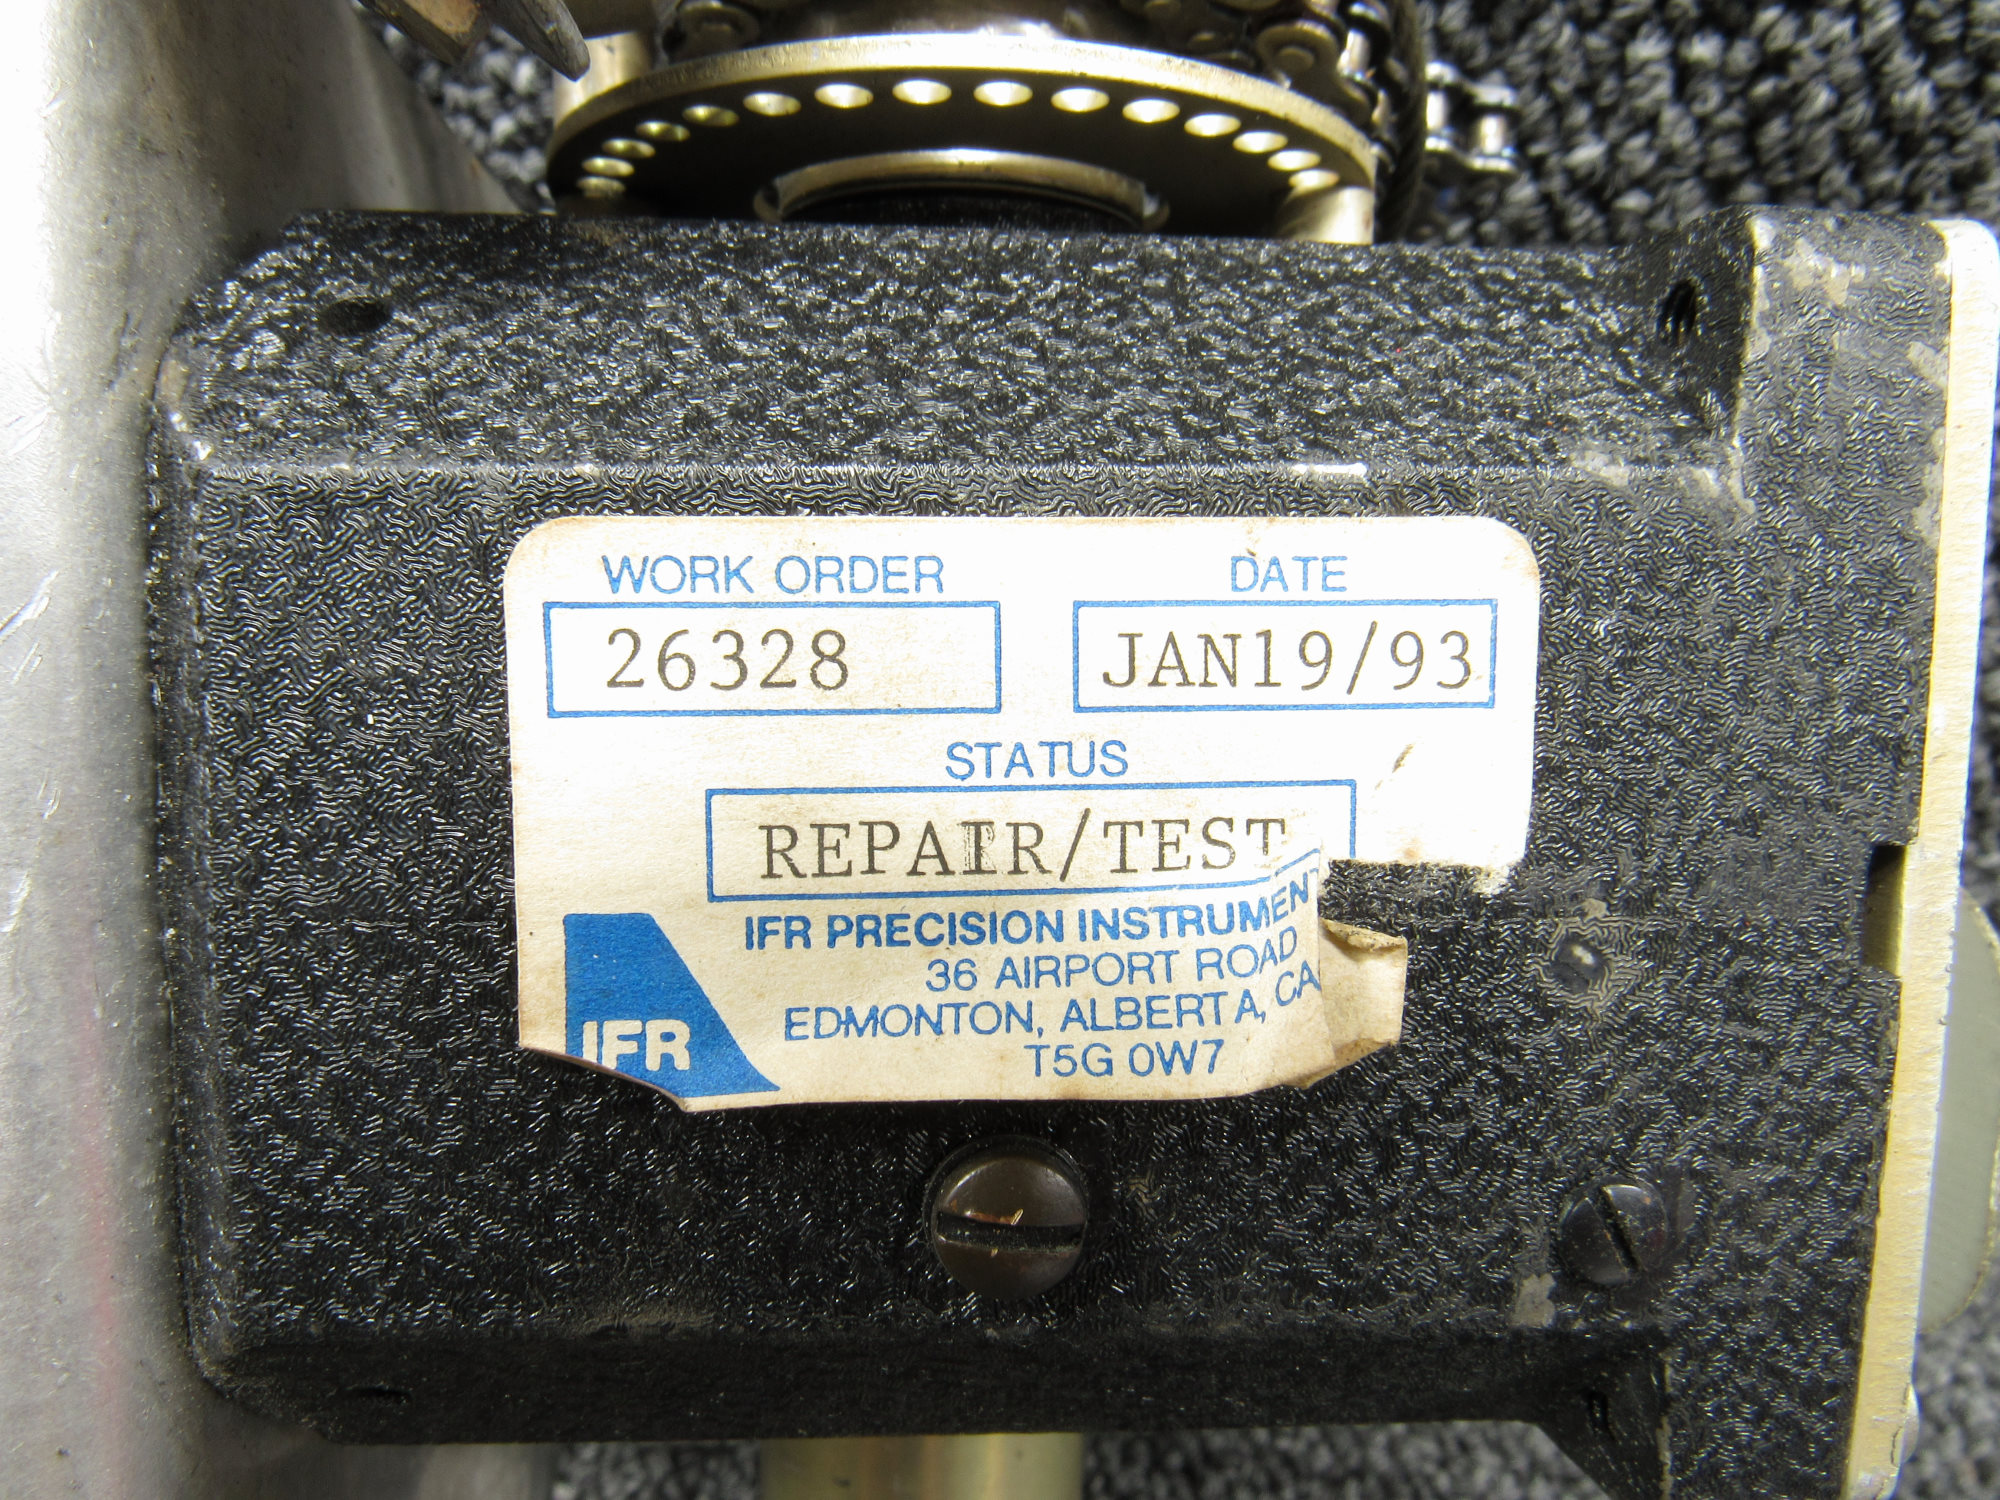 WORK ORDER DATE
26328 JAN19/93
STATUS
REPAIR/TEST
IFR PRECISION INSTRUMEN
36 AIRPORT ROAD
EDMONTON, ALBERTA, CA
T5G 0W7
IFR